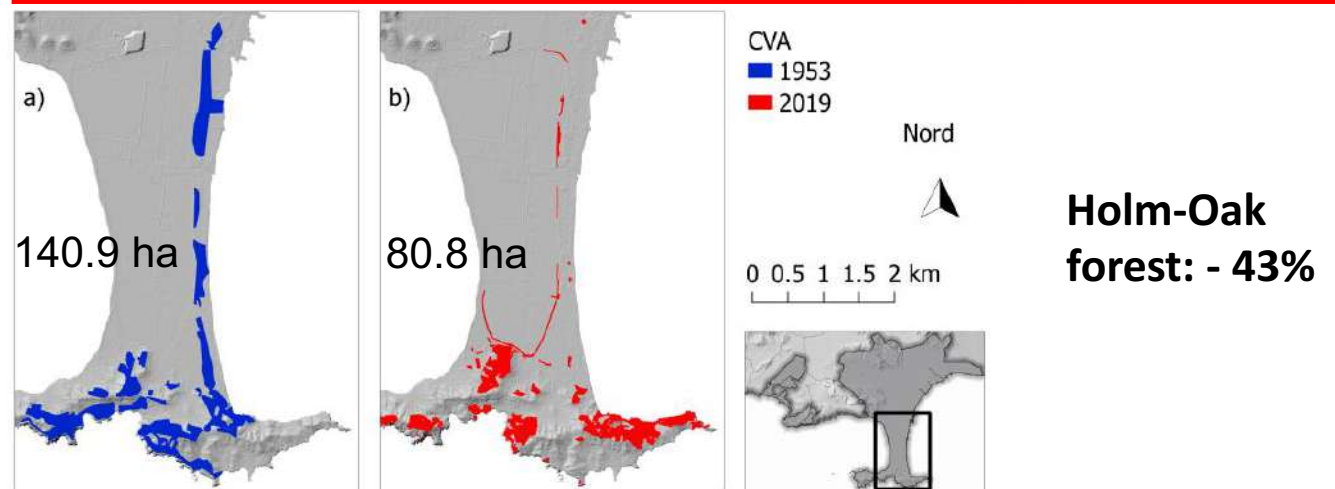 a)
140.9 ha
b)
80.8 ha
CVA
1953
2019
Nord
0 0.5 1 1.5 2 km
Holm-Oak
forest: - 43%